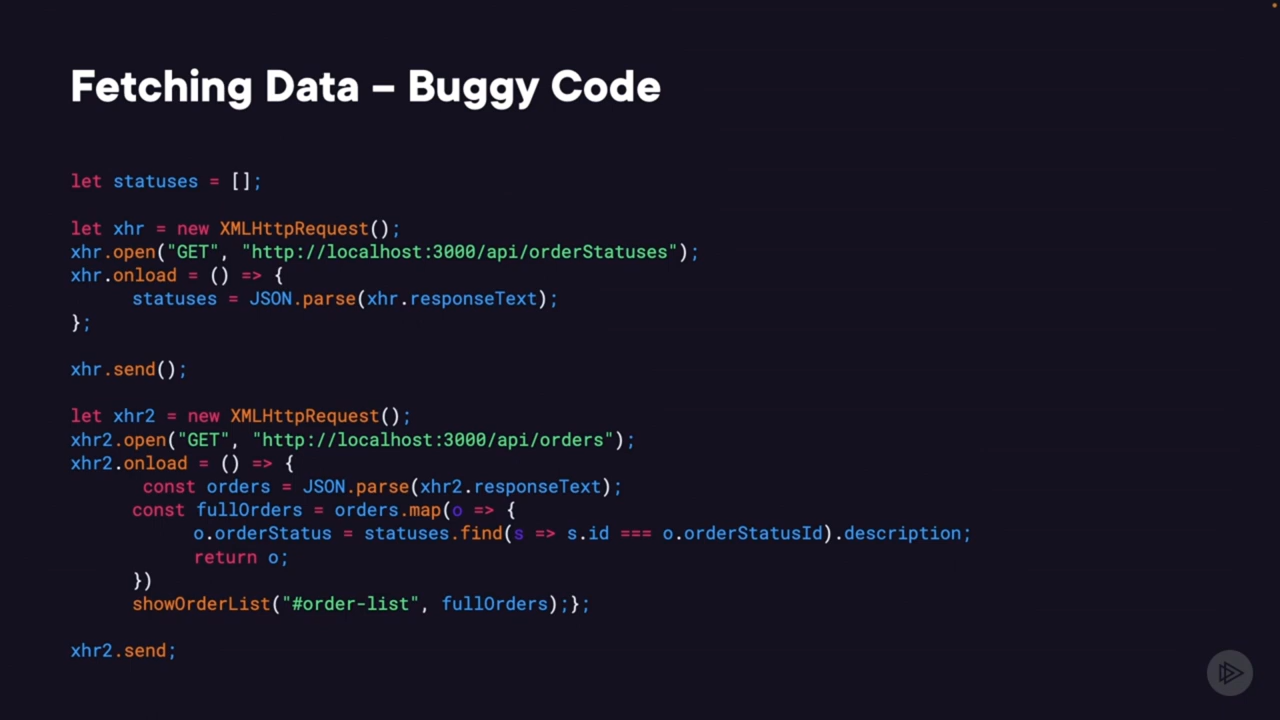 Fetching Data – Buggy Code
let statuses = [];
let xhr = new XMLHttpRequest();
xhr.open("GET", "http://localhost:3000/api/orderStatuses");
xhr.onload = () => {
statuses = JSON.parse(xhr.responseText);
};
xhr.send();
let xhr2 = new XMLHttpRequest();
xhr2.open("GET", "http://localhost:3000/api/orders");
xhr2.onload = () => {
const orders = JSON.parse(xhr2.responseText);
const fullOrders = orders.map(o => {
o.orderStatus = statuses.find(s => s.id === o.orderStatusId).description;
return o;
})
showOrderList("#order-list", fullOrders);};
xhr2.send;